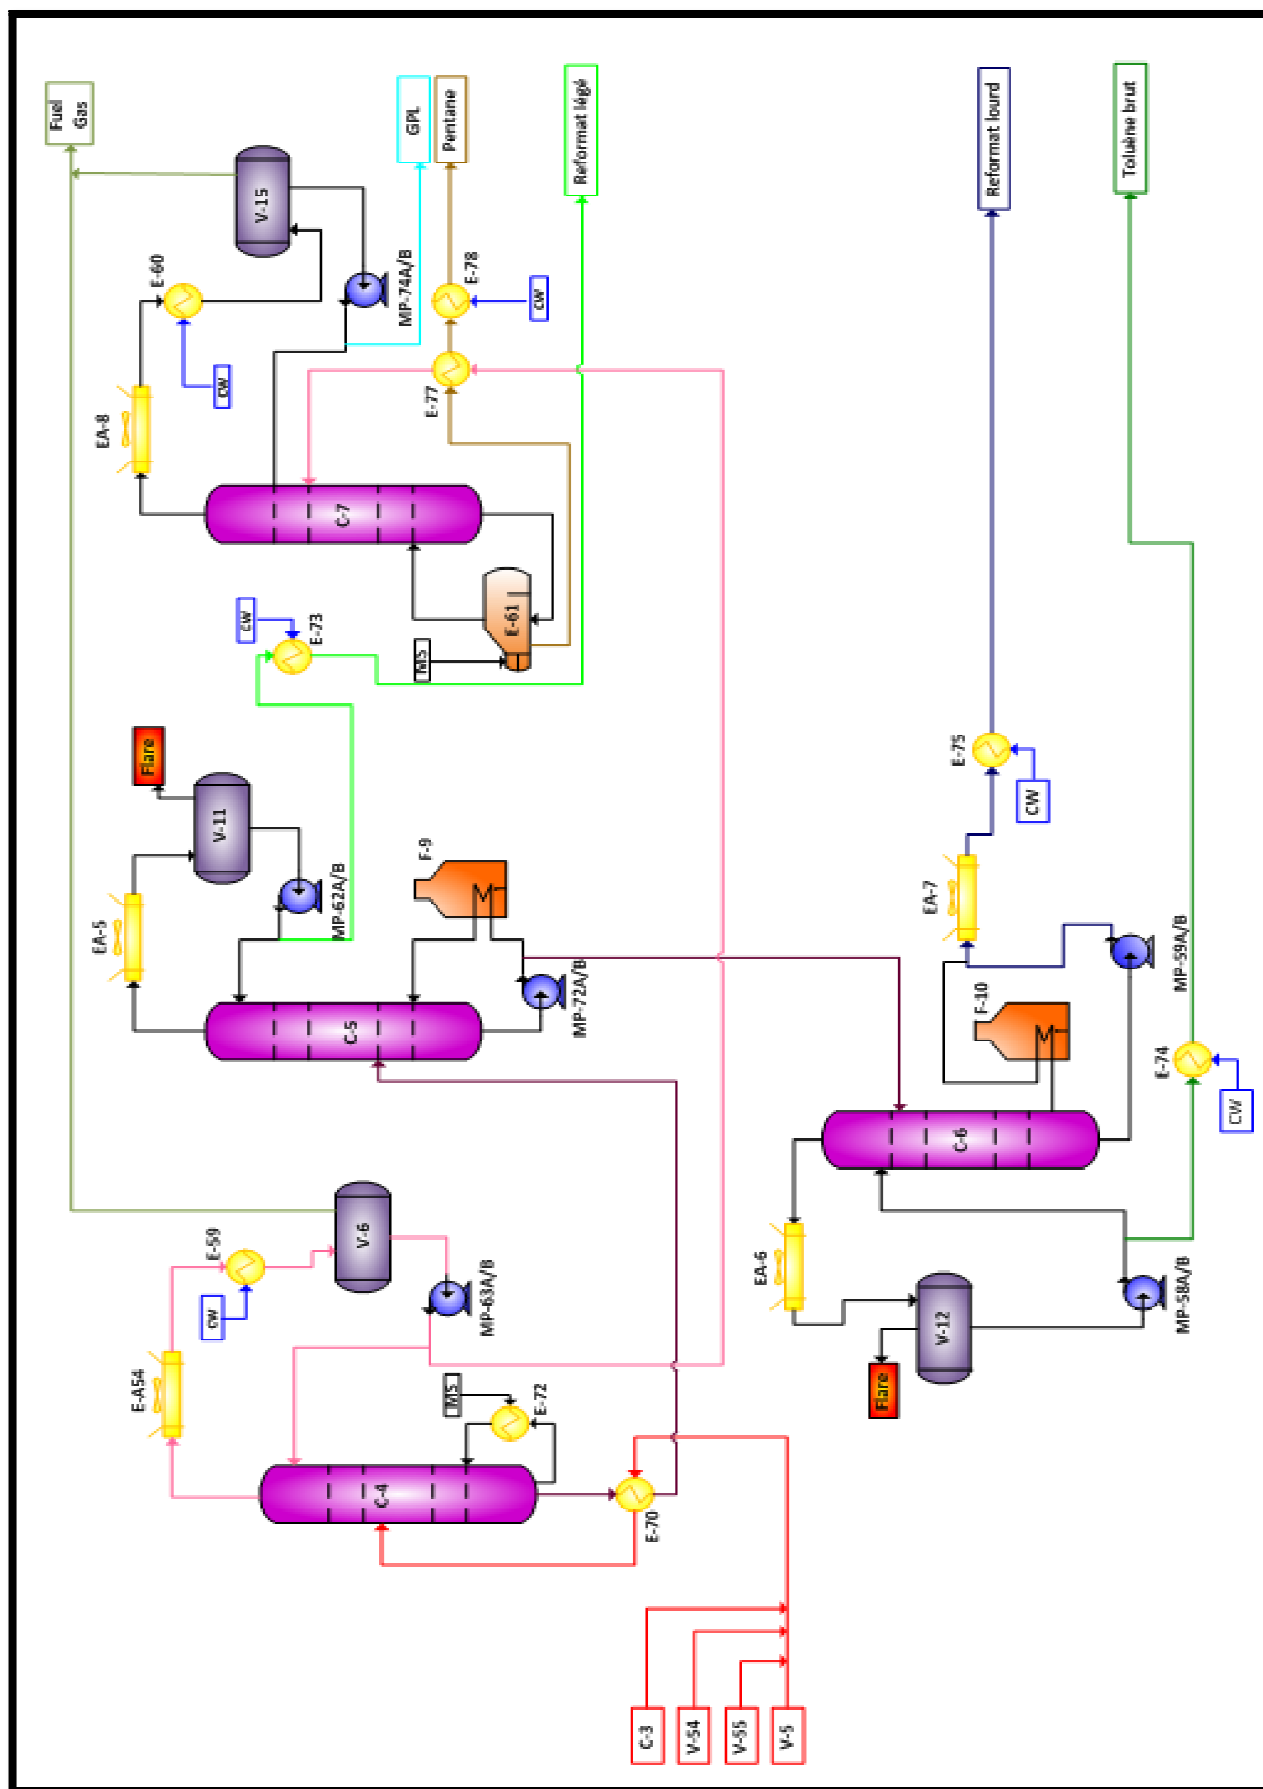 Fuel
Gas
EA-5
EA-8
E-A54
Flare
E-60
CW
E-59
V-11
CW
CW
V-15
E-73
MP-62A/B
C-7
C-5
V-6
C-4
MP-74A/B
GPL
MS
F-9
E-77
Pentane
MS
E-78
MP-63A/B
E-61
E-72
CW
MP-72A/B
Reformat légé
C-3
E-70
V-54
V-55
EA-6
V-5
Flare
EA-7
V-12
C-6
E-75
F-10
Reformat lourd
CW
Toluène brut
E-74
MP-58A/B
MP-59A/B
CW